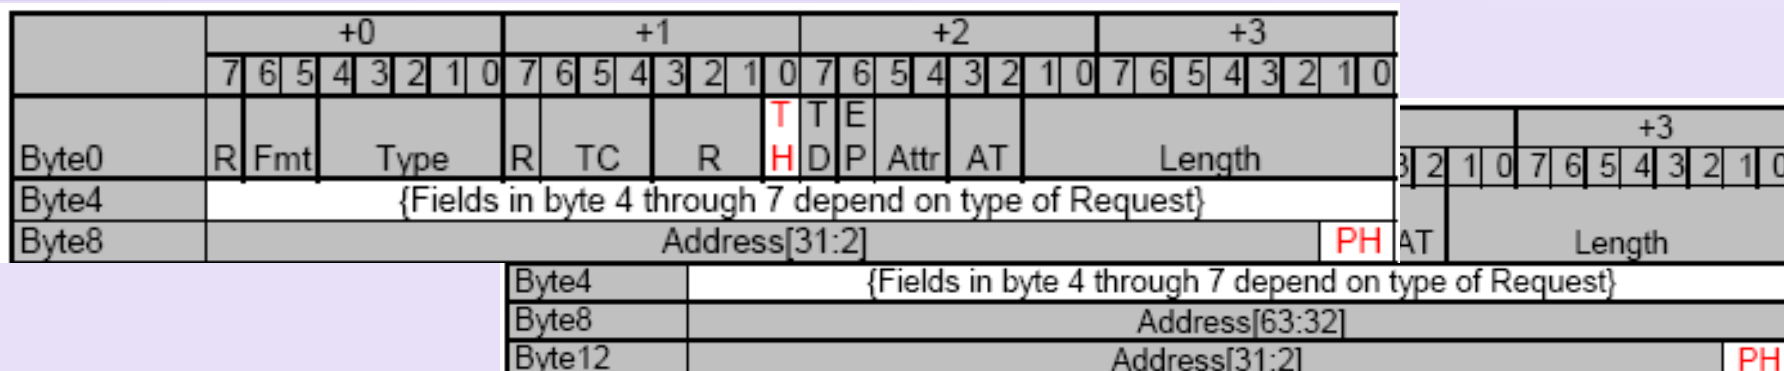 +0 +1 +2 +3
7 6 5 4 3 2 1 0 7 6 5 4 3 2 1 0 7 6 5 4 3 2 1 0 7 6 5 4 3 2 1 0
Byte0 R Fmt Type R TC R TH TD EP Attr AT Length
Byte4 {Fields in byte 4 through 7 depend on type of Request}
Byte8 Address[31:2] PH
+3
2 1 0 7 6 5 4 3 2 1 0
AT Length
Byte4 {Fields in byte 4 through 7 depend on type of Request}
Byte8 Address[63:32]
Byte12 Address[31:2] PH